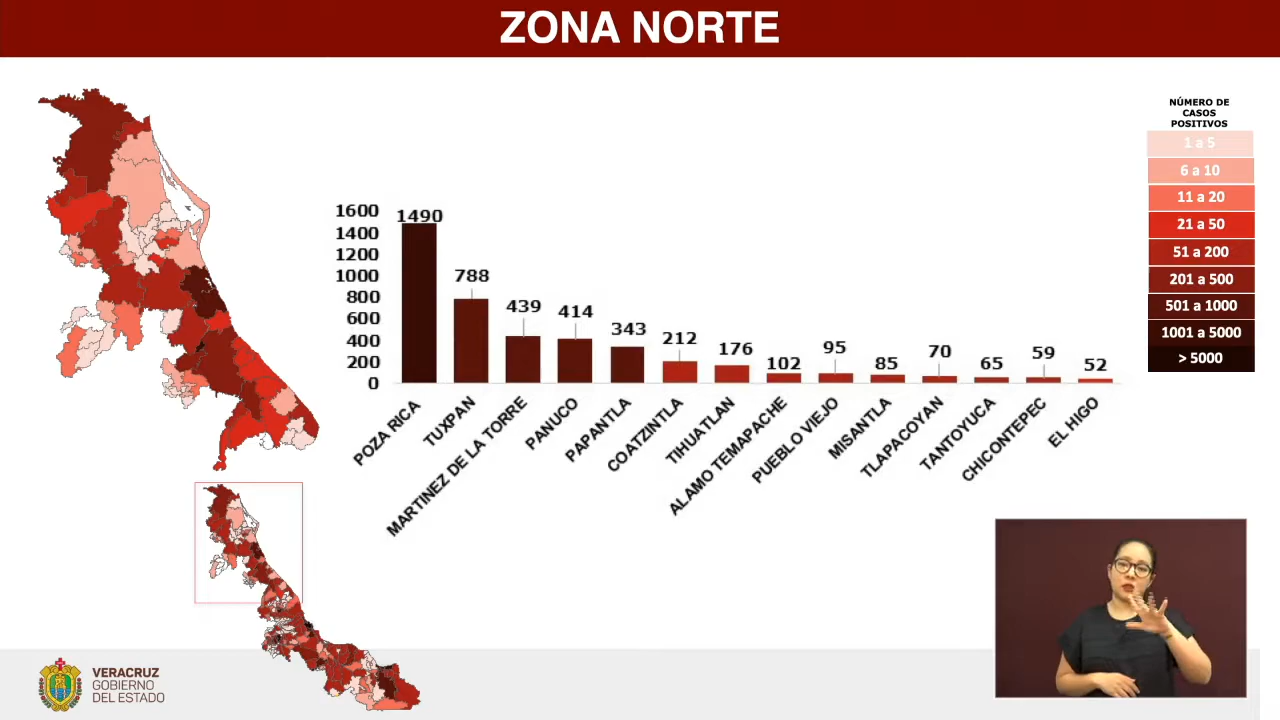 ZONA NORTE
NÚMERO DE
CASOS
POSITIVOS
1 a 5
6 a 10
11 a 20
21 a 50
51 a 200
201 a 500
501 a 1000
1001 a 5000
> 5000
1600
1400
1200
1000
800
600
400
200
0
1490
788
439
414
343
212
176
102
95
85
70
65
59
52
POZA RICA
TUXPAN
MARTINEZ DE LA TORRE
PANUCO
PAPANTLA
COATZINTLA
TIHUATLAN
ALAMO TEMAPACHE
PUEBLO VIEJO
MISANTLA
TLAPACOYAN
TANTOYUCA
CHICONTEPEC
EL HIGO
VERACRUZ
GOBIERNO
DEL ESTADO